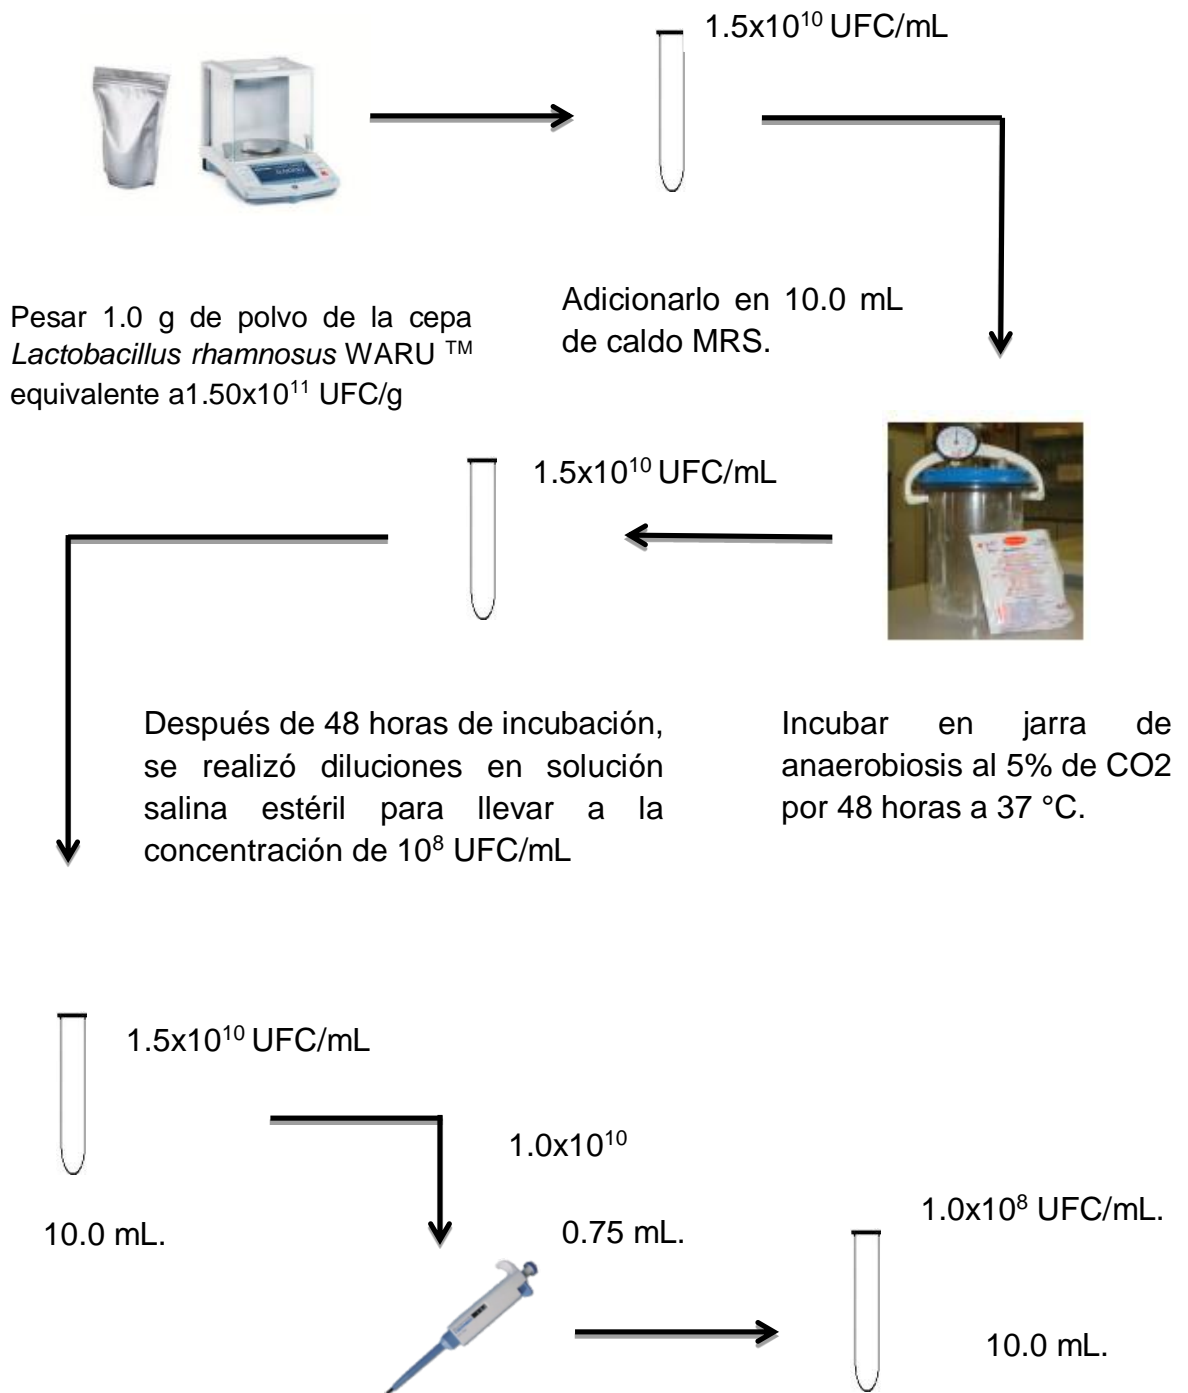 1.5x10¹⁰ UFC/mL
Pesar 1.0 g de polvo de la cepa
Lactobacillus rhamnosus WARU ™
equivalente a1.50x10¹¹ UFC/g
Adicionarlo en 10.0 mL
de caldo MRS.
1.5x10¹⁰ UFC/mL
Después de 48 horas de incubación,
se realizó diluciones en solución
salina estéril para llevar a la
concentración de 10⁸ UFC/mL
Incubar en jarra de
anaerobiosis al 5% de CO2
por 48 horas a 37 °C.
1.5x10¹⁰ UFC/mL
10.0 mL.
1.0x10¹⁰
0.75 mL.
1.0x10⁸ UFC/mL.
10.0 mL.